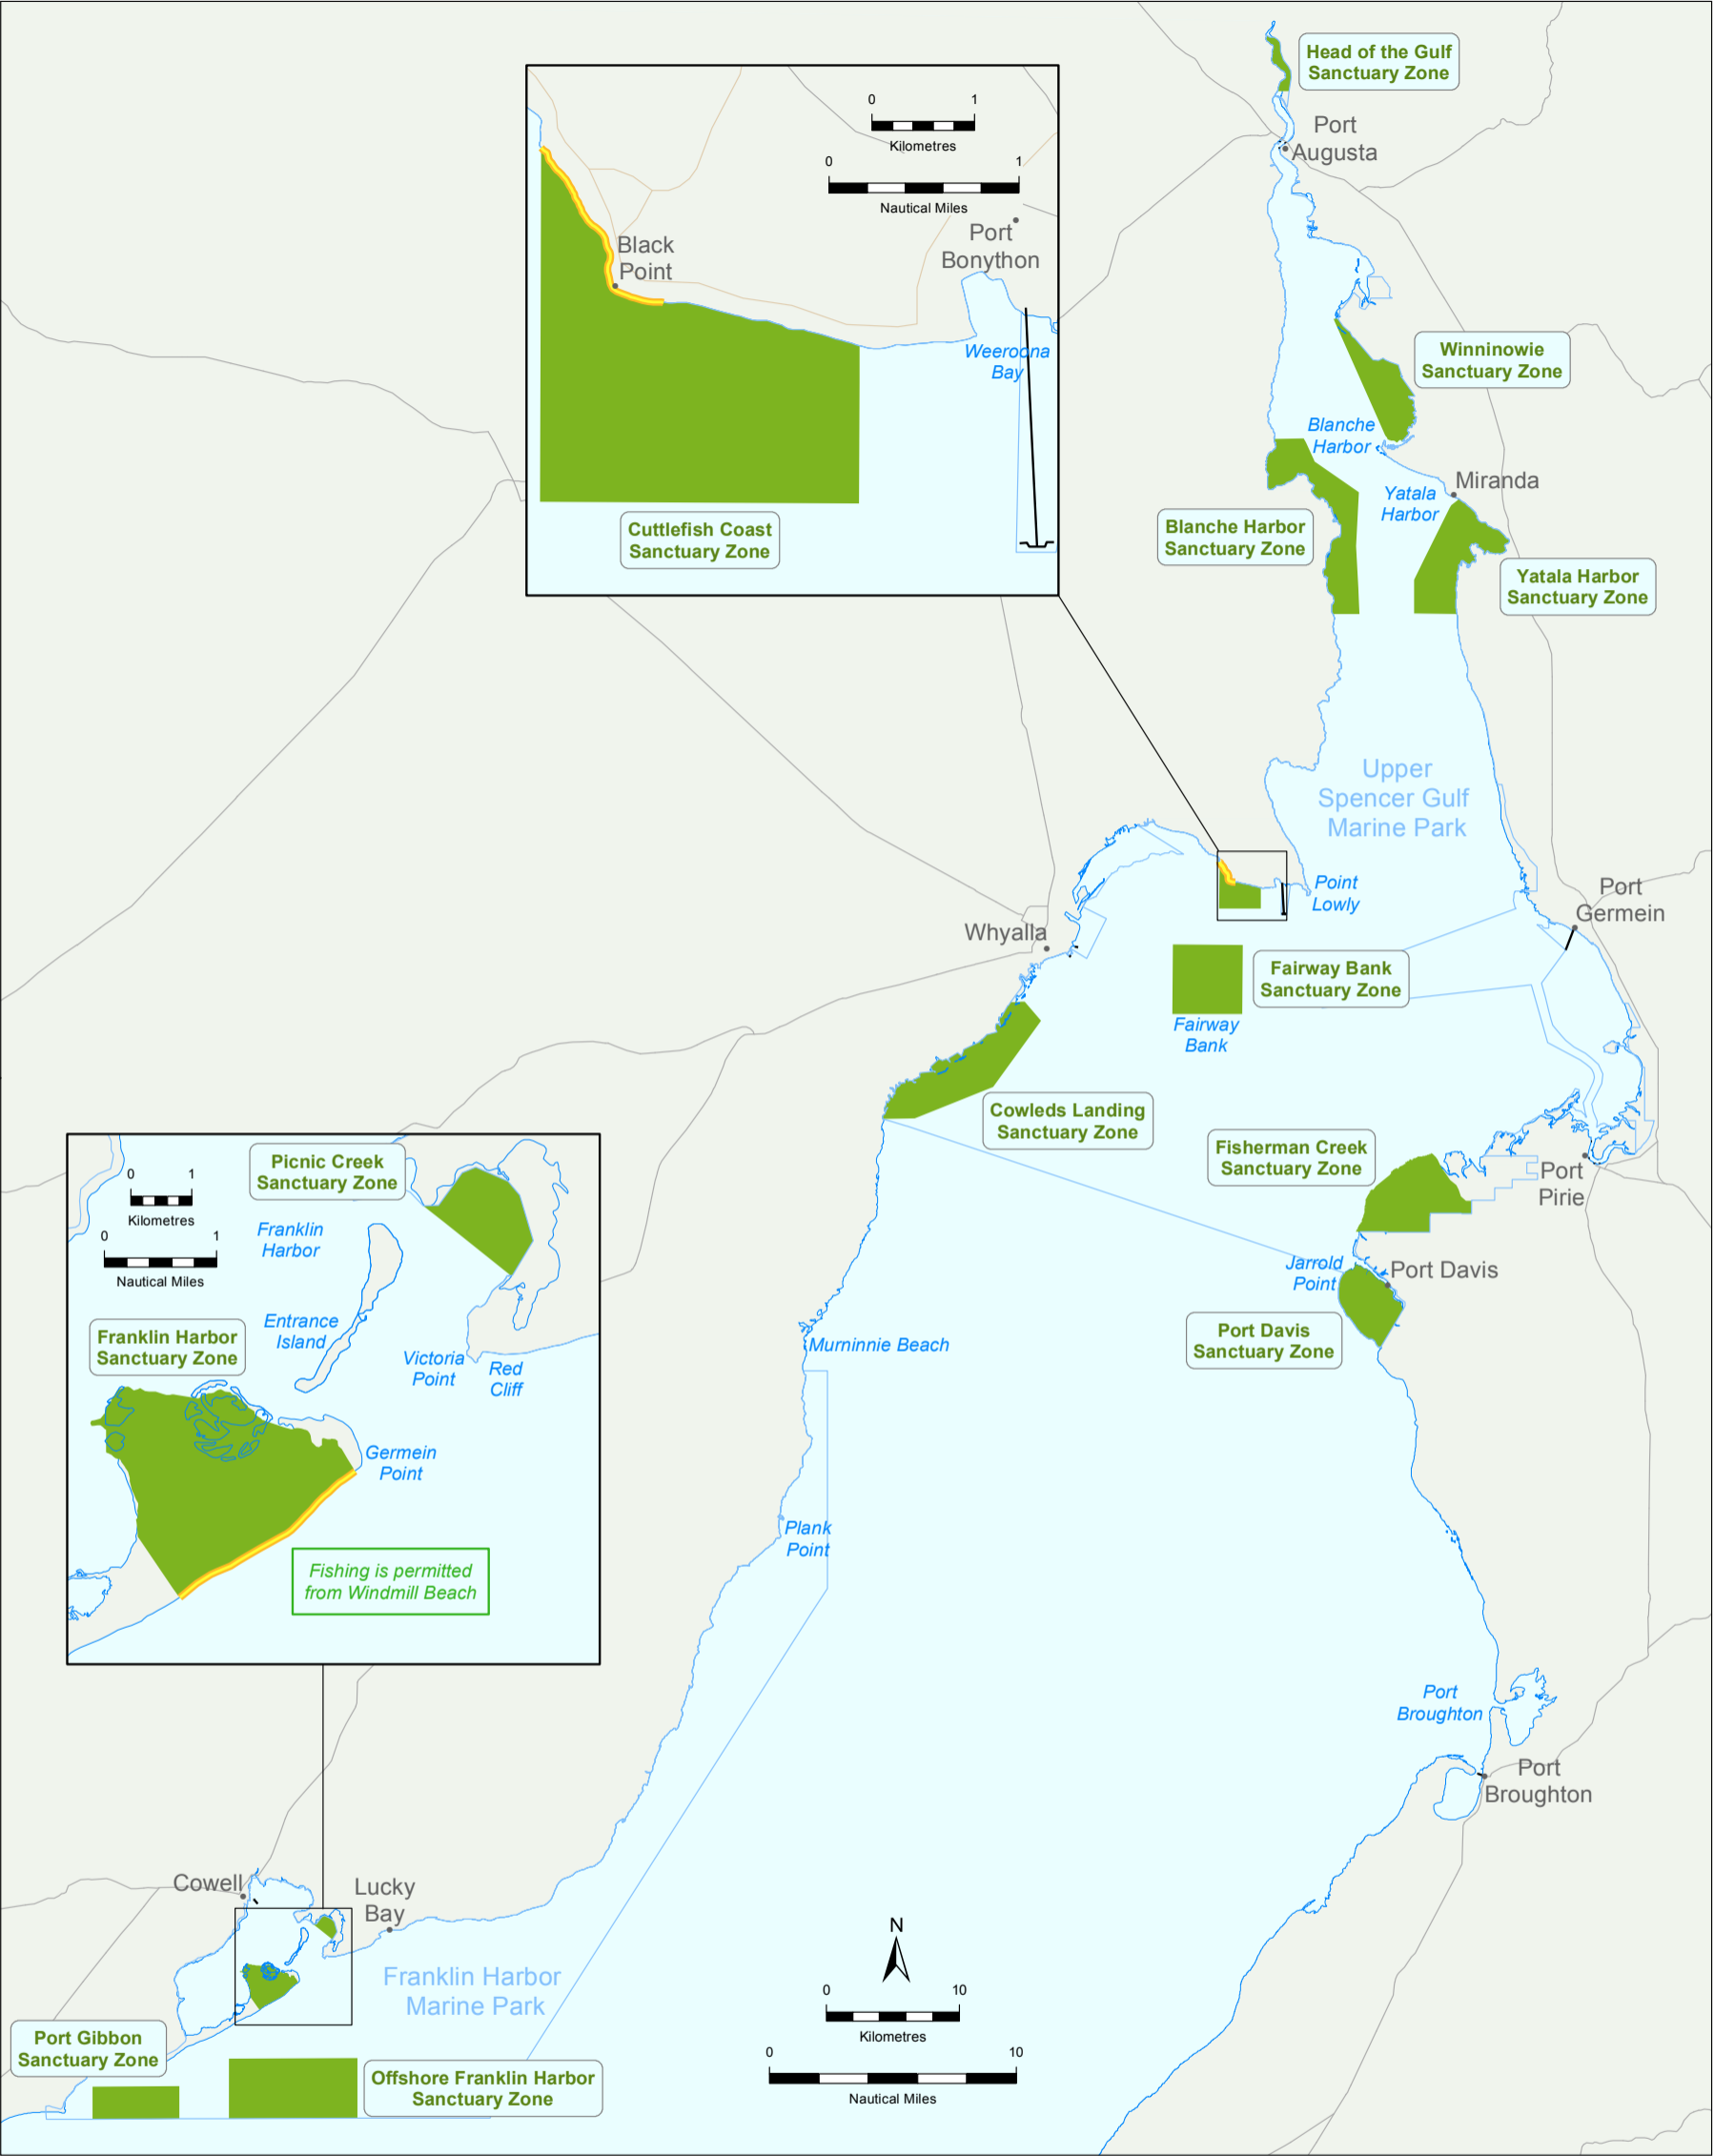 Head of the Gulf
Sanctuary Zone
Port
Augusta
0 1
Kilometres
0 1
Nautical Miles
Black
Point
Port
Bonython
Weeroona
Bay
Cuttlefish Coast
Sanctuary Zone
Winninowie
Sanctuary Zone
Blanche
Harbor
Miranda
Yatala
Harbor
Blanche Harbor
Sanctuary Zone
Yatala Harbor
Sanctuary Zone
Upper
Spencer Gulf
Marine Park
Point
Lowly
Port
Germein
Whyalla
Fairway Bank
Sanctuary Zone
Fairway
Bank
Cowleds Landing
Sanctuary Zone
Fisherman Creek
Sanctuary Zone
Port
Pirie
Jarrold
Point
Port Davis
Port Davis
Sanctuary Zone
Picnic Creek
Sanctuary Zone
0 1
Kilometres
0 1
Nautical Miles
Franklin
Harbor
Entrance
Island
Franklin Harbor
Sanctuary Zone
Victoria
Point
Red
Cliff
Germein
Point
Fishing is permitted
from Windmill Beach
Murninnie Beach
Plank
Point
Port
Broughton
Port
Broughton
Cowell
Lucky
Bay
Franklin Harbor
Marine Park
N
0 10
Kilometres
0 10
Nautical Miles
Port Gibbon
Sanctuary Zone
Offshore Franklin Harbor
Sanctuary Zone